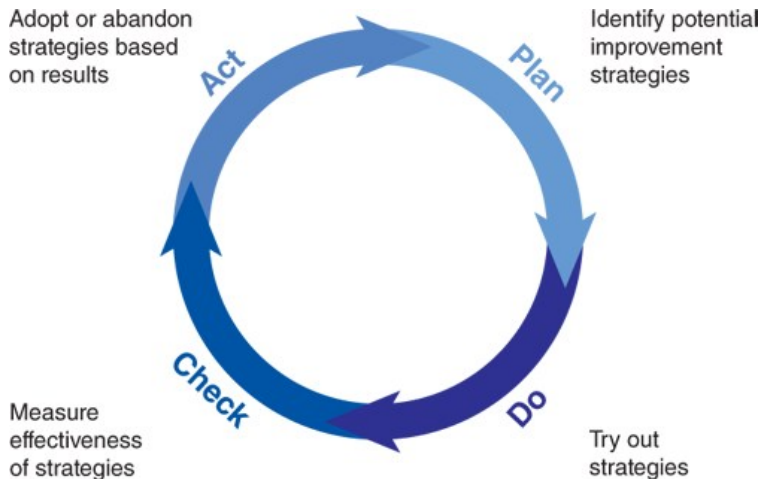 Adopt or abandon
strategies based
on results
Act
Plan
Identify potential
improvement
strategies
Check
Do
Measure
effectiveness
of strategies
Try out
strategies